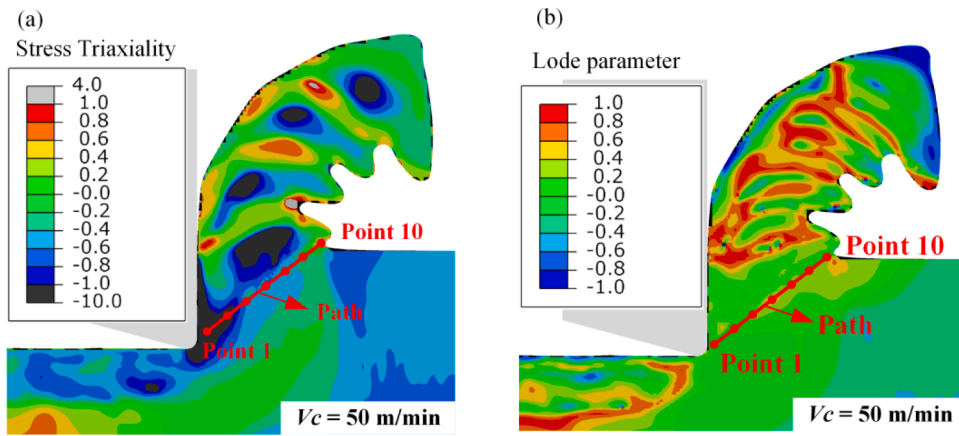 (a)
Stress Triaxiality
4.0
1.0
0.8
0.6
0.4
0.2
-0.0
-0.2
-0.4
-0.6
-0.8
-1.0
-10.0
Point 10
Path
Point 1
Vc = 50 m/min
(b)
Lode parameter
1.0
0.8
0.6
0.4
0.2
-0.0
-0.2
-0.4
-0.6
-0.8
-1.0
Point 10
Path
Point 1
Vc = 50 m/min